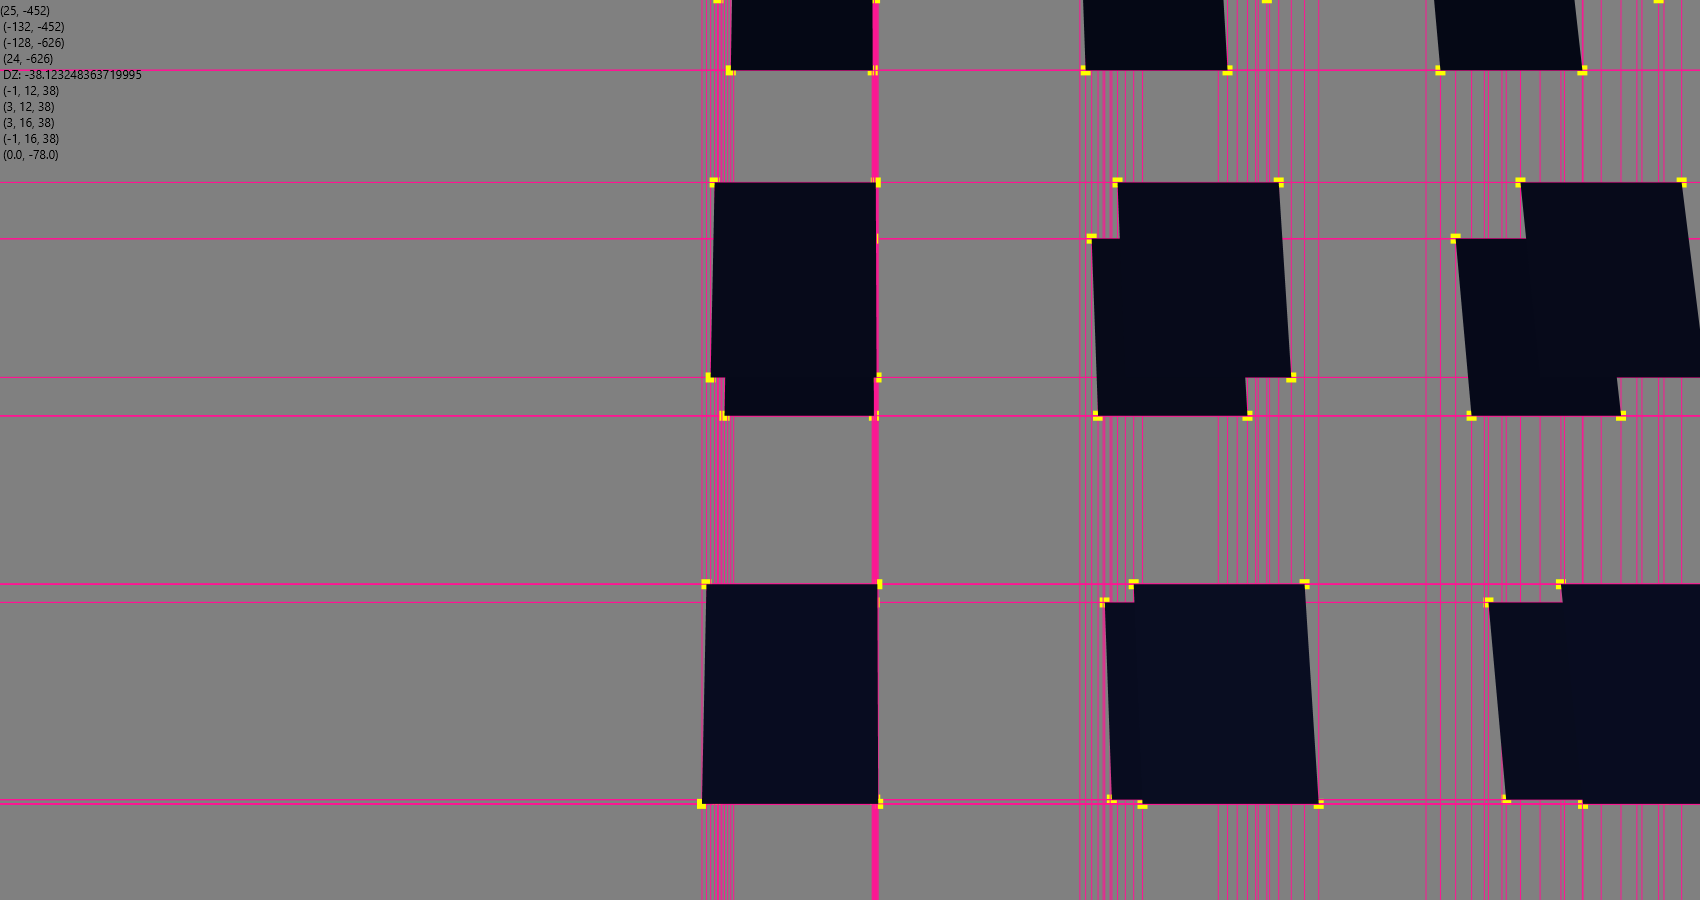 (25, -452)
(-132, -452)
(-128, -626)
(24, -626)
DZ: -38.123248363719995
(-1, 12, 38)
(3, 12, 38)
(3, 16, 38)
(-1, 16, 38)
(0.0, -78.0)